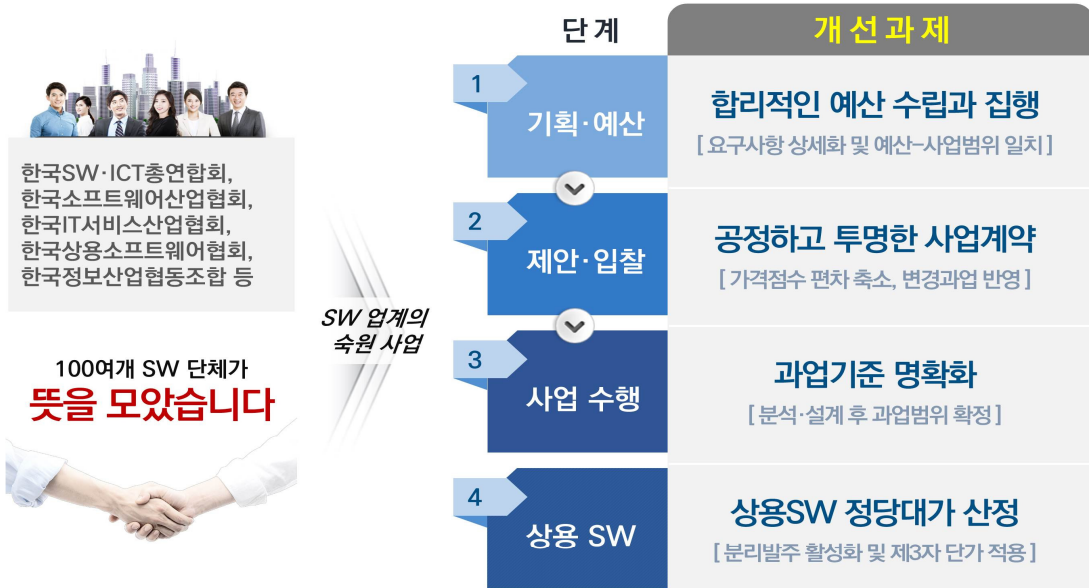 한국SW·ICT총연합회,
한국소프트웨어산업협회,
한국IT서비스산업협회,
한국상용소프트웨어협회,
한국정보산업협동조합 등
100여개 SW 단체가
뜻을 모았습니다
SW 업계의
숙원 사업
단계
개선과제
1
기획·예산
합리적인 예산 수립과 집행
[ 요구사항 상세화 및 예산-사업범위 일치 ]
2
제안·입찰
공정하고 투명한 사업계약
[ 가격점수 편차 축소, 변경과업 반영 ]
3
사업 수행
과업기준 명확화
[ 분석·설계 후 과업범위 확정 ]
4
상용 SW
상용SW 정당대가 산정
[ 분리발주 활성화 및 제3자 단가 적용 ]